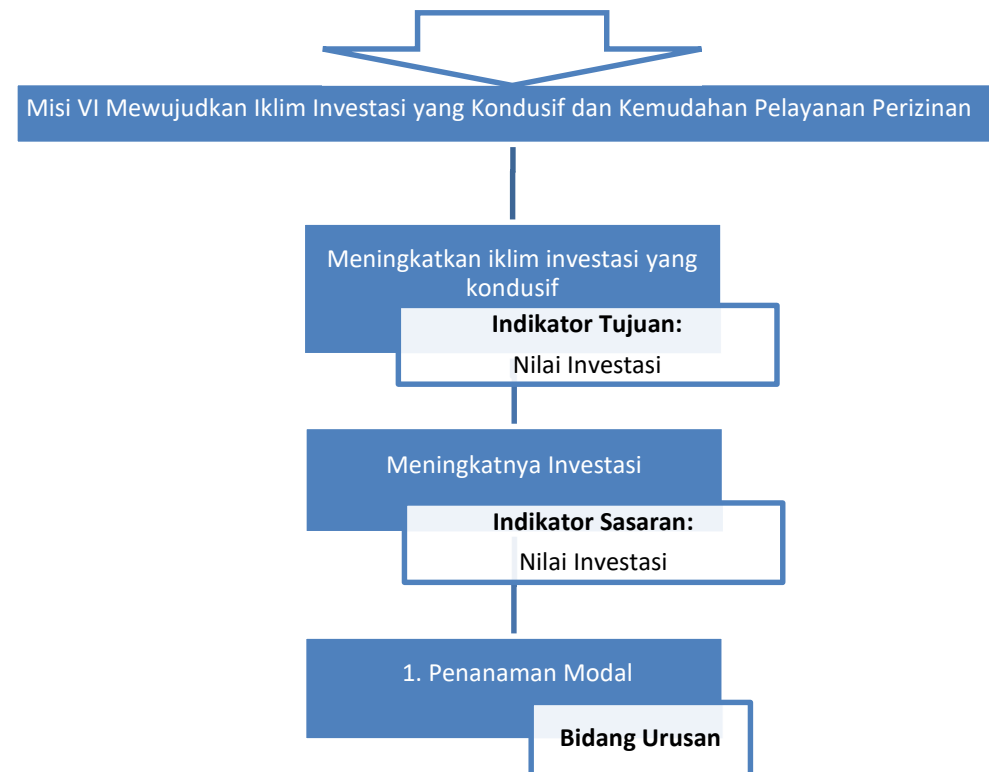 Misi VI Mewujudkan Iklim Investasi yang Kondusif dan Kemudahan Pelayanan Perizinan
Meningkatkan iklim investasi yang
kondusif
Indikator Tujuan:
Nilai Investasi
Meningkatnya Investasi
Indikator Sasaran:
Nilai Investasi
1. Penanaman Modal
Bidang Urusan